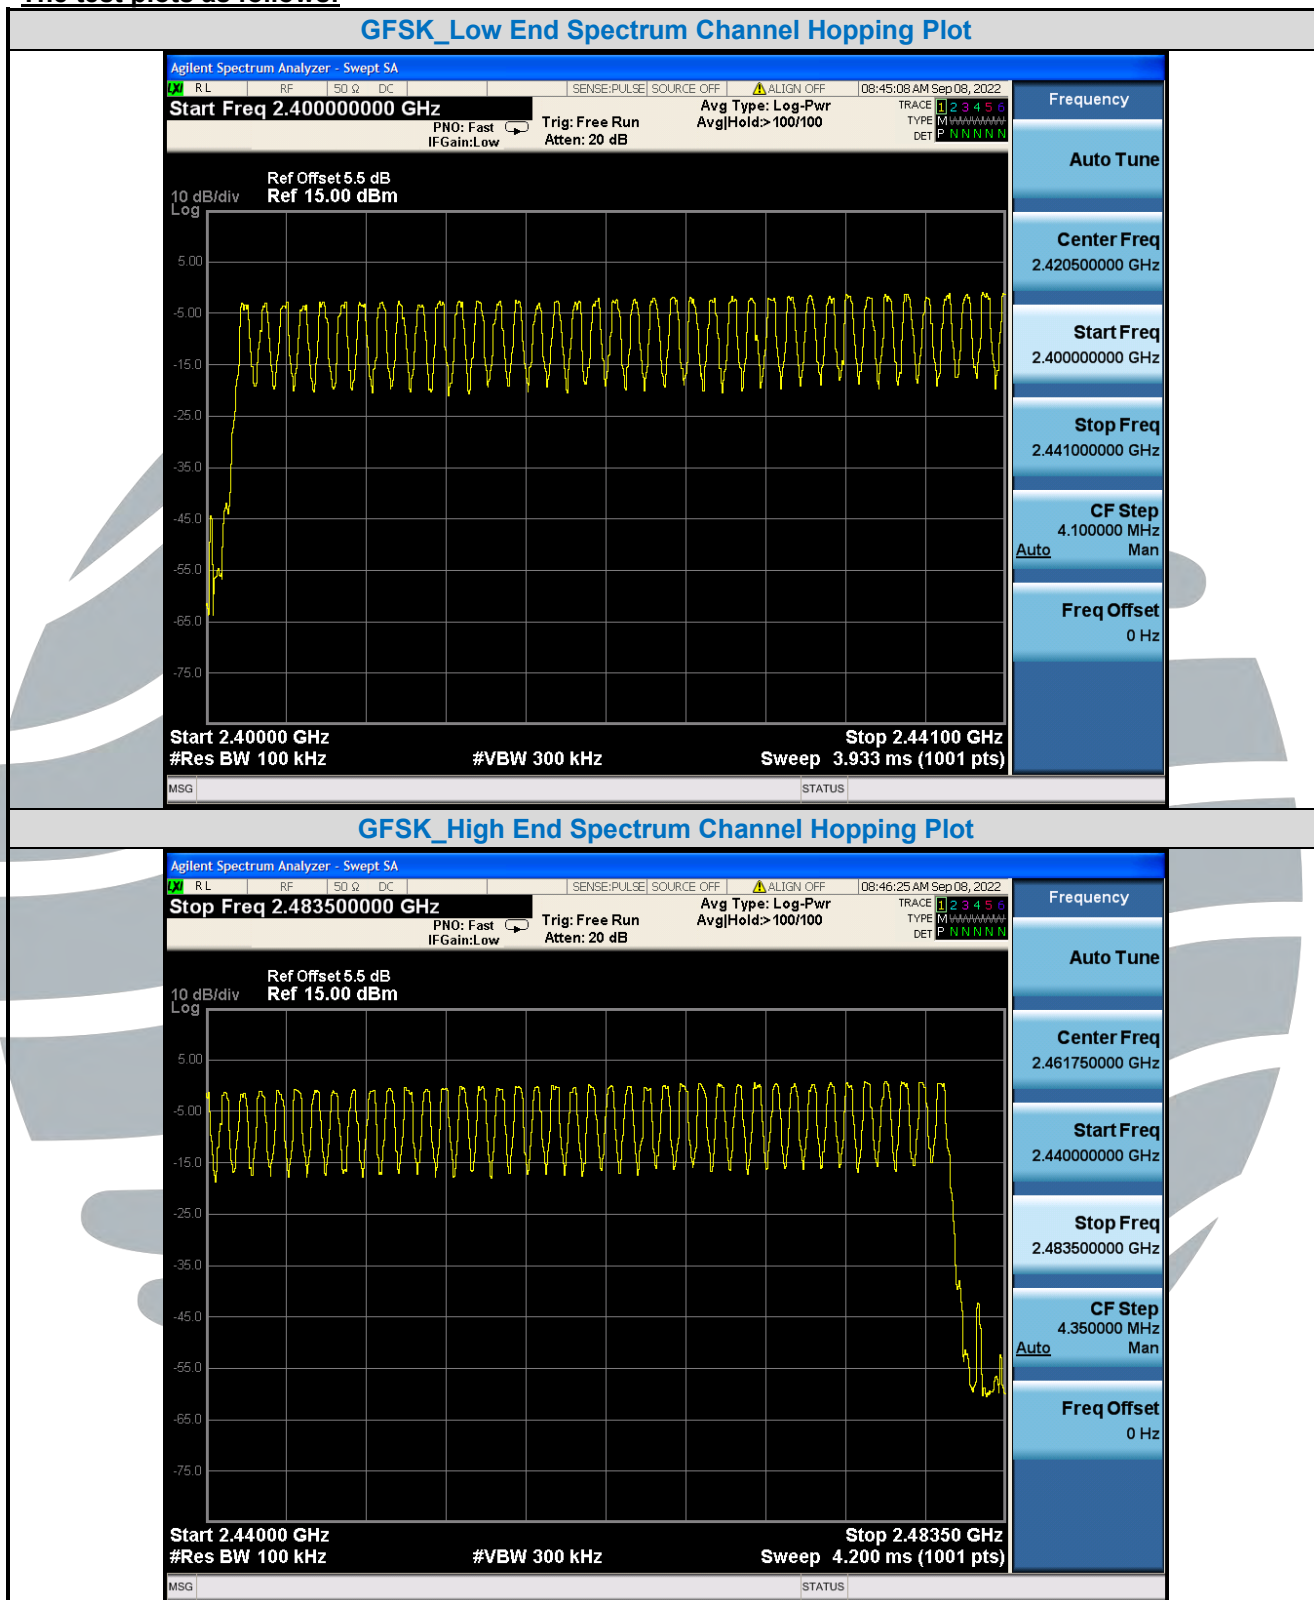 The test plots as follows:
GFSK_Low End Spectrum Channel Hopping Plot
Agilent Spectrum Analyzer - Swept SA
LXI RL RF 50 Ω DC SENSE:PULSE SOURCE OFF ALIGN OFF 08:45:08 AM Sep 08, 2022
Start Freq 2.400000000 GHz
PNO: Fast
IFGain:Low
Trig: Free Run
Atten: 20 dB
Avg Type: Log-Pwr
Avg|Hold:>100/100
TRACE 1 2 3 4 5 6
TYPE M
DET P N N N N N
Ref Offset 5.5 dB
10 dB/div Ref 15.00 dBm
Log
5.00
-5.00
-15.0
-25.0
-35.0
-45.0
-55.0
-65.0
-75.0
Start 2.40000 GHz Stop 2.44100 GHz
#Res BW 100 kHz #VBW 300 kHz Sweep 3.933 ms (1001 pts)
MSG STATUS
Frequency
Auto Tune
Center Freq
2.420500000 GHz
Start Freq
2.400000000 GHz
Stop Freq
2.441000000 GHz
CF Step
4.100000 MHz
Auto Man
Freq Offset
0 Hz
GFSK_High End Spectrum Channel Hopping Plot
Agilent Spectrum Analyzer - Swept SA
LXI RL RF 50 Ω DC SENSE:PULSE SOURCE OFF ALIGN OFF 08:46:25 AM Sep 08, 2022
Stop Freq 2.483500000 GHz
PNO: Fast
IFGain:Low
Trig: Free Run
Atten: 20 dB
Avg Type: Log-Pwr
Avg|Hold:>100/100
TRACE 1 2 3 4 5 6
TYPE M
DET P N N N N N
Ref Offset 5.5 dB
10 dB/div Ref 15.00 dBm
Log
5.00
-5.00
-15.0
-25.0
-35.0
-45.0
-55.0
-65.0
-75.0
Start 2.44000 GHz Stop 2.48350 GHz
#Res BW 100 kHz #VBW 300 kHz Sweep 4.200 ms (1001 pts)
MSG STATUS
Frequency
Auto Tune
Center Freq
2.461750000 GHz
Start Freq
2.440000000 GHz
Stop Freq
2.483500000 GHz
CF Step
4.350000 MHz
Auto Man
Freq Offset
0 Hz